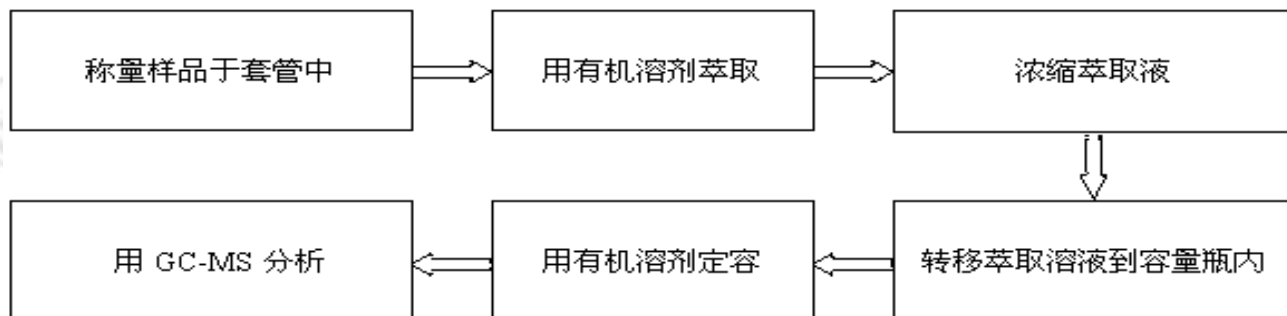 称量样品于套管中
用有机溶剂萃取
浓缩萃取液
转移萃取溶液到容量瓶内
用有机溶剂定容
用 GC-MS 分析